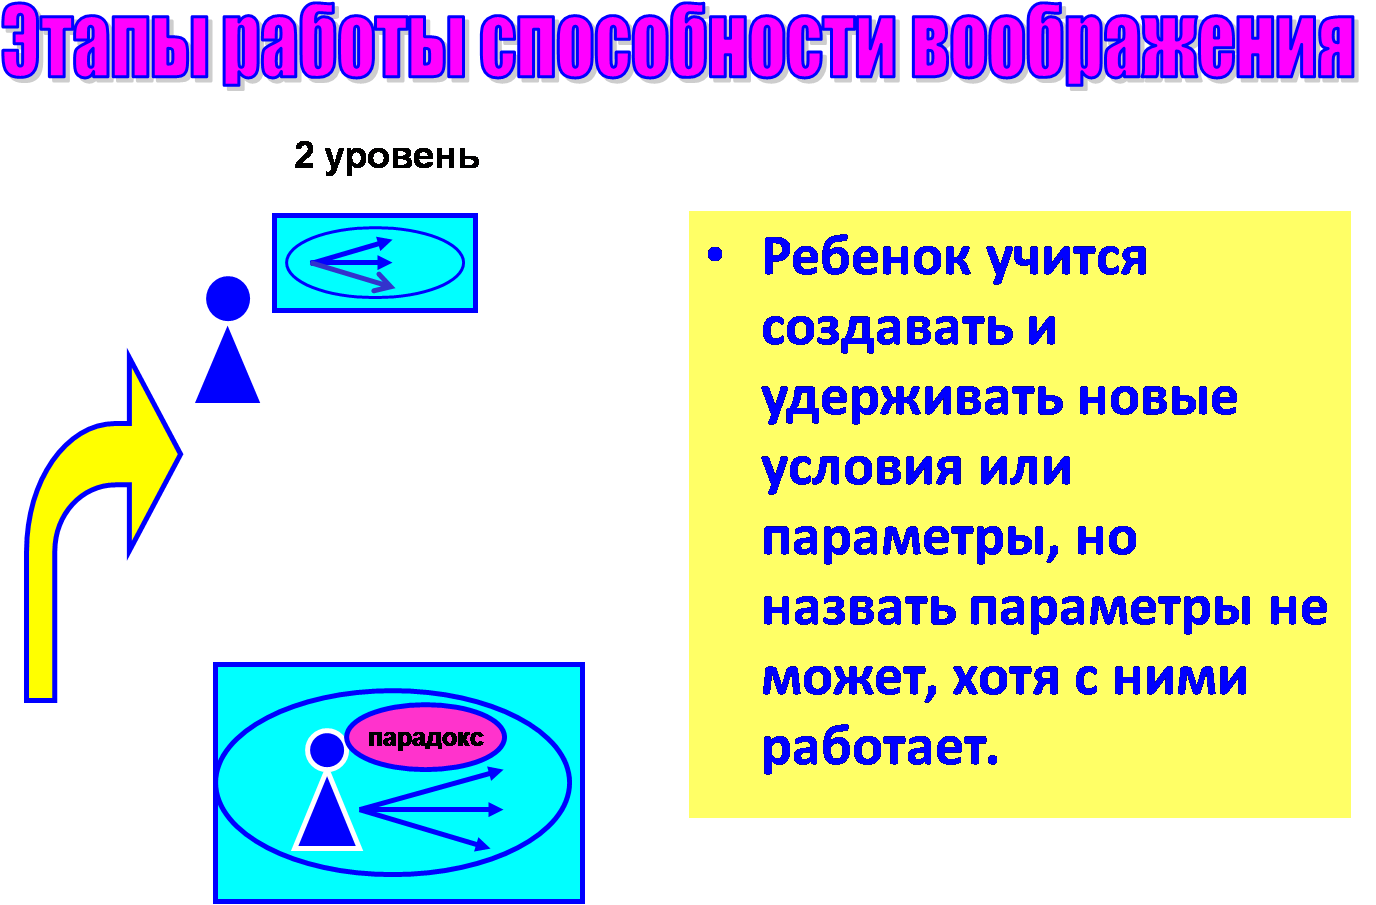 Этапы работы способности воображения
2 уровень
• Ребенок учится
создавать и
удерживать новые
условия или
параметры, но
назвать параметры не
может, хотя с ними
работает.
парадокс